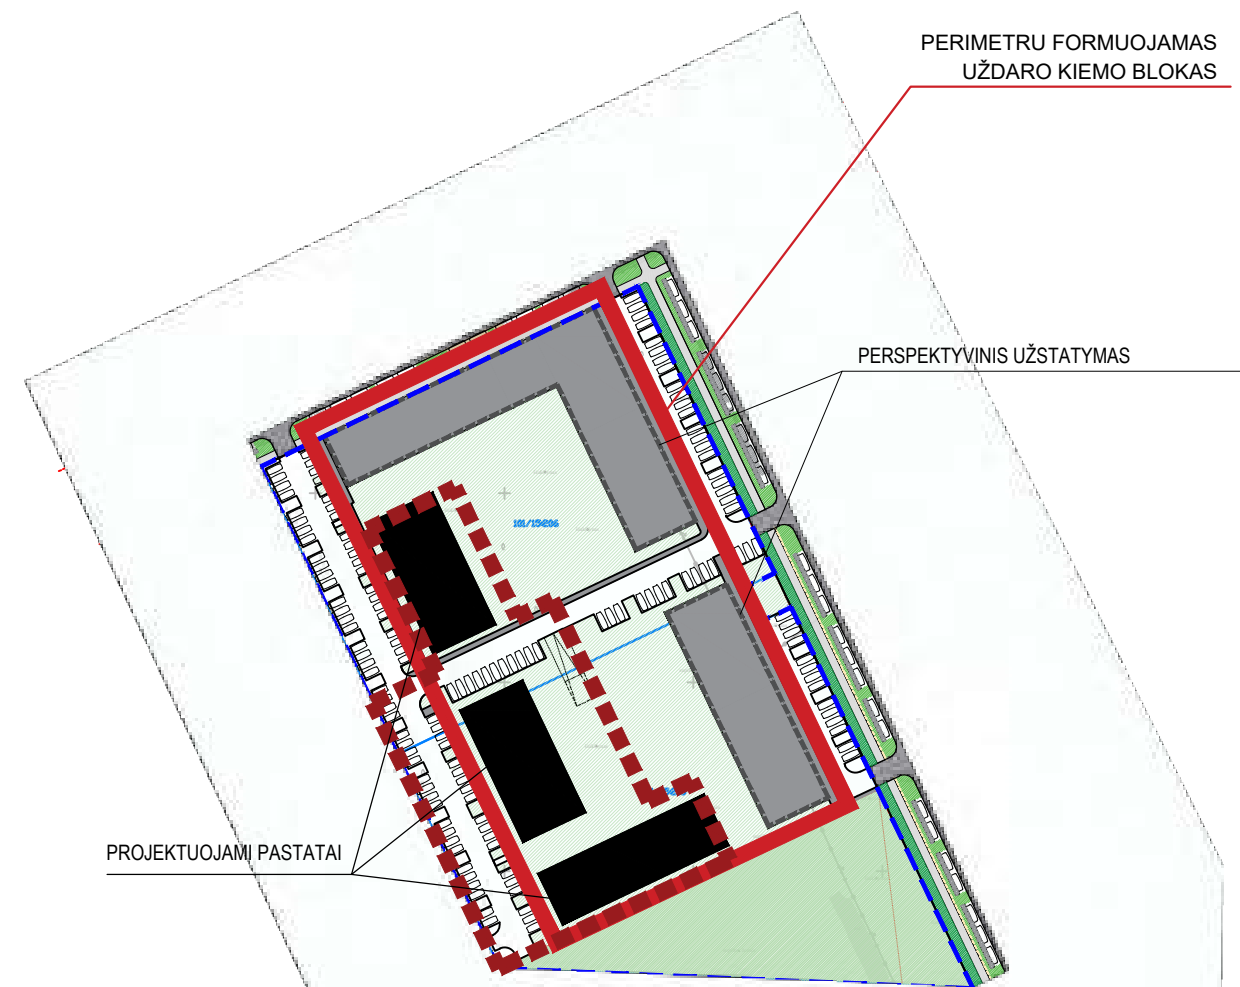 PERIMETRU FORMUOJAMAS
UŽDARO KIEMO BLOKAS
PERSPEKTYVINIS UŽSTATYMAS
PROJEKTUOJAMI PASTATAI